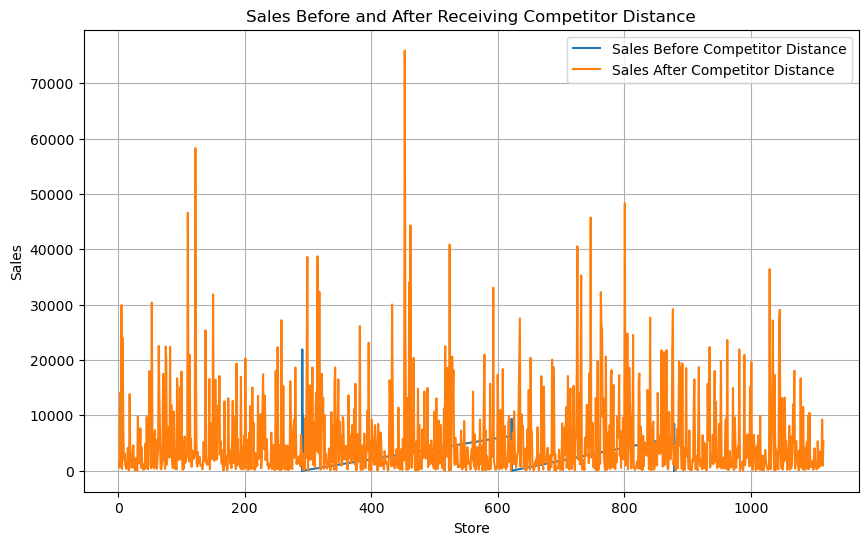 Sales Before and After Receiving Competitor Distance
Sales Before Competitor Distance
Sales After Competitor Distance
Sales
70000
60000
50000
40000
30000
20000
10000
0
0 200 400 600 800 1000
Store